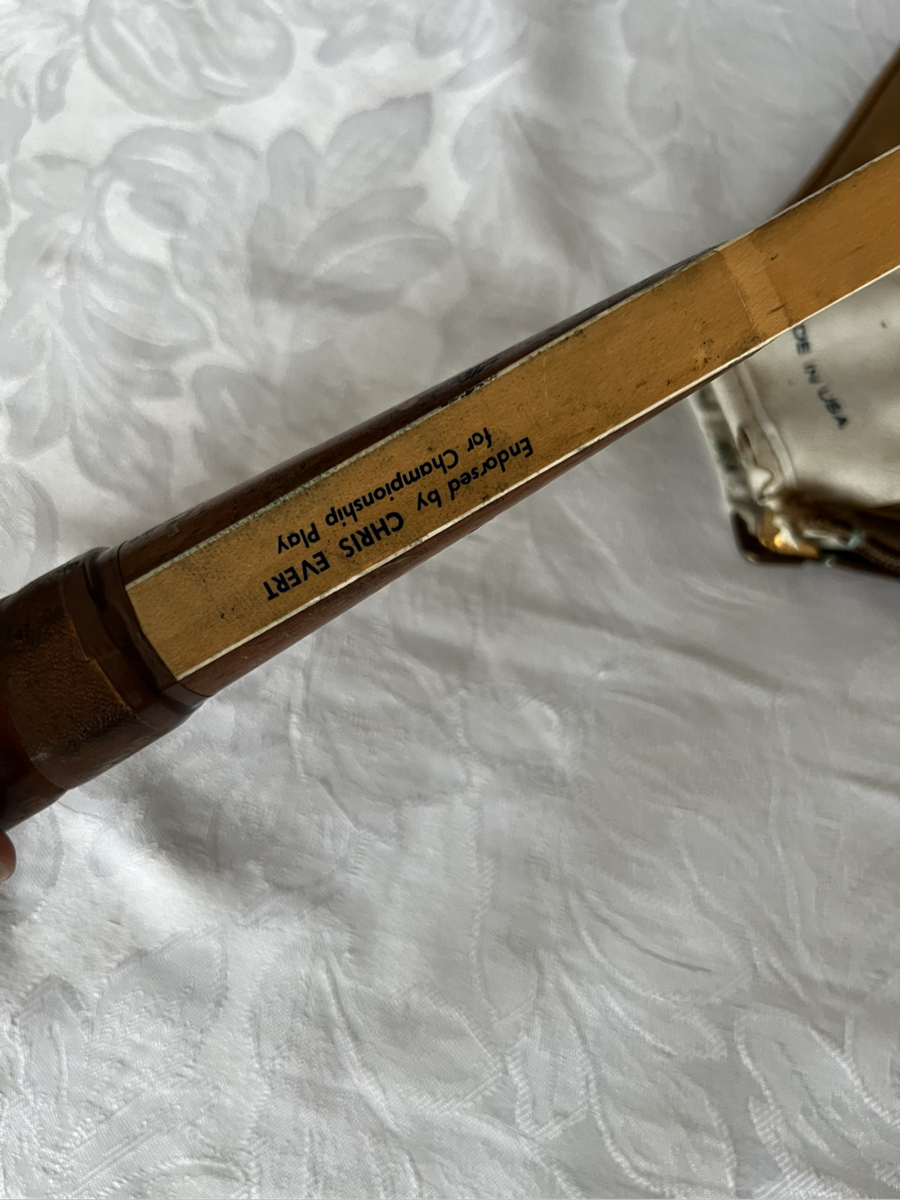 Endorsed by CHRIS EVERT
for Championship Play
DE IN USA